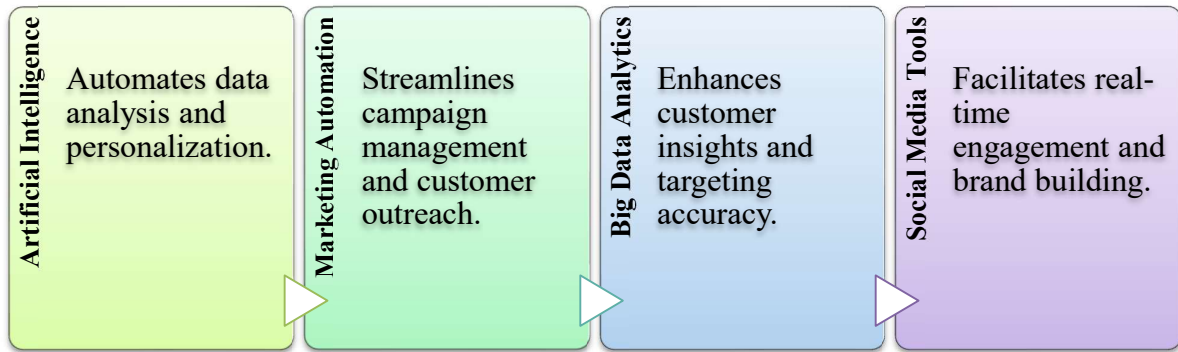 Artificial Intelligence
Automates data
analysis and
personalization.
Marketing Automation
Streamlines
campaign
management
and customer
outreach.
Big Data Analytics
Enhances
customer
insights and
targeting
accuracy.
Social Media Tools
Facilitates real-
time
engagement and
brand building.